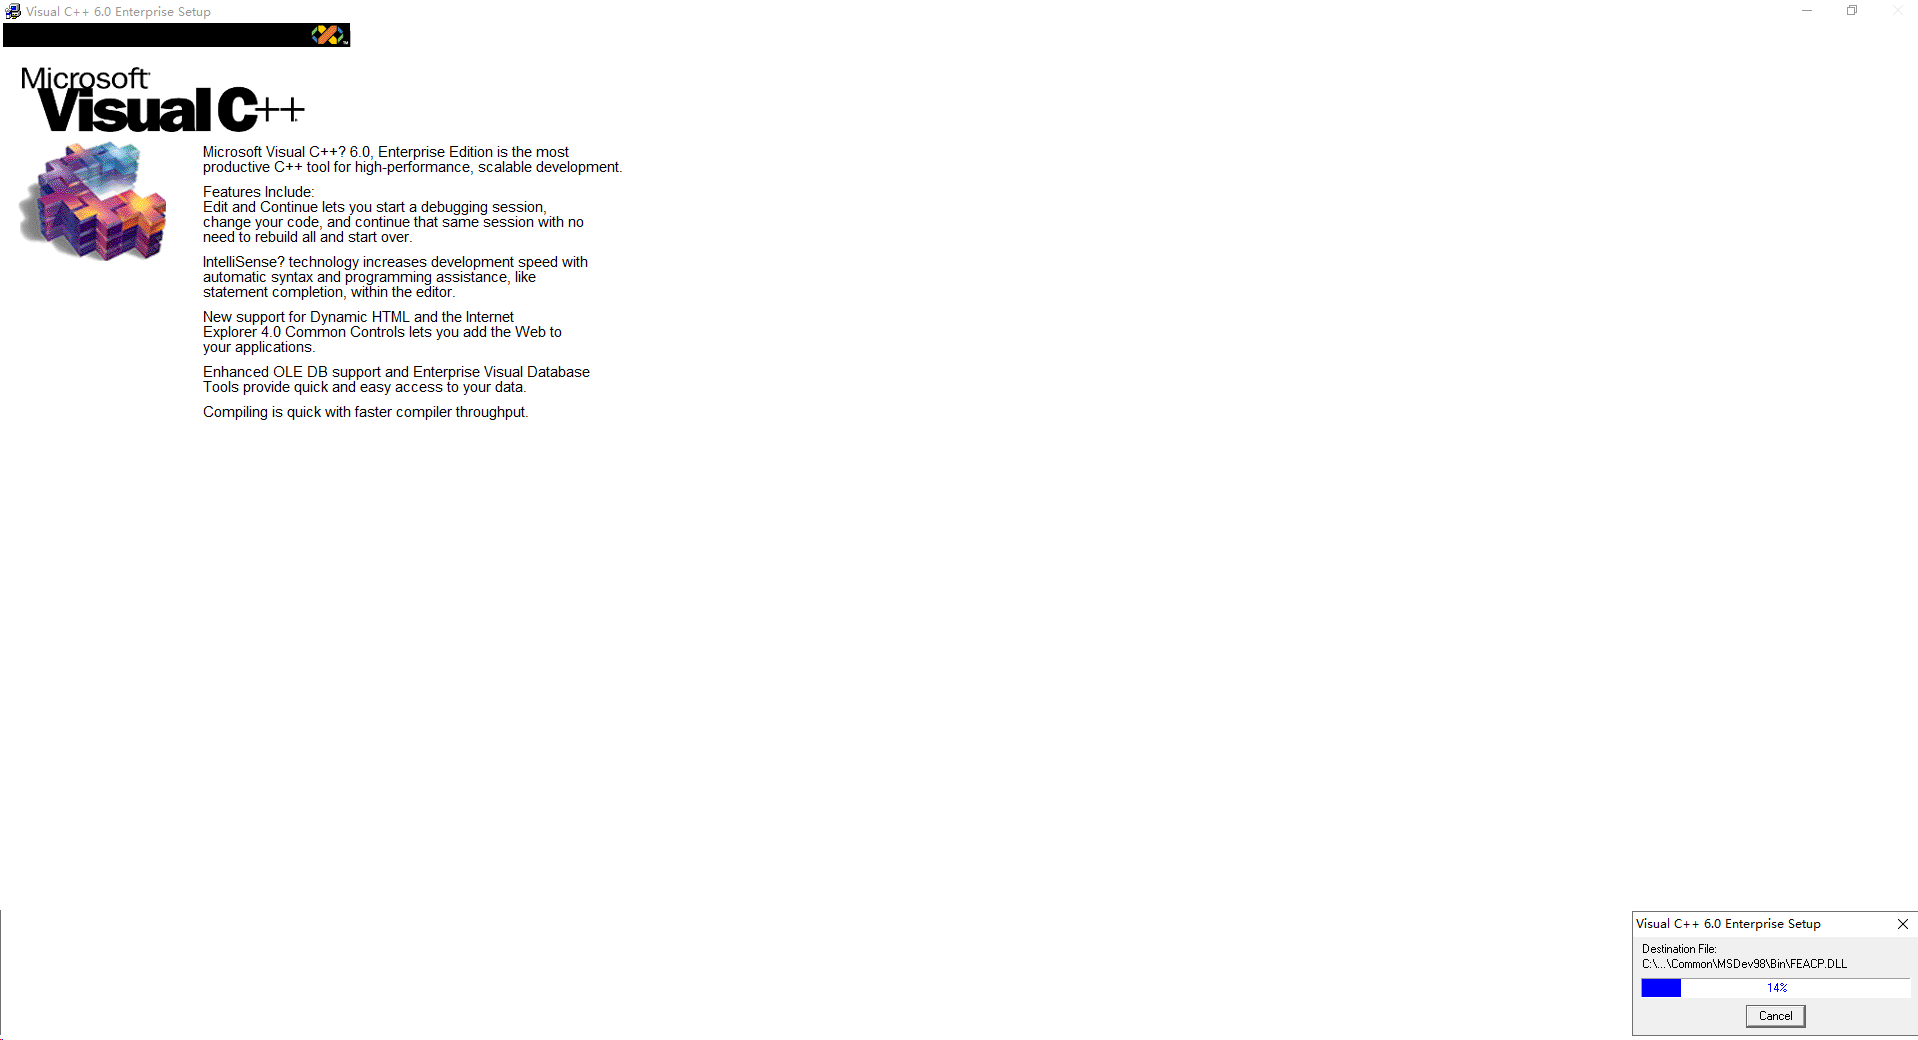 Visual C++ 6.0 Enterprise Setup
Microsoft
Visual C++
Microsoft Visual C++? 6.0, Enterprise Edition is the most
productive C++ tool for high-performance, scalable development.
Features Include:
Edit and Continue lets you start a debugging session,
change your code, and continue that same session with no
need to rebuild all and start over.
IntelliSense? technology increases development speed with
automatic syntax and programming assistance, like
statement completion, within the editor.
New support for Dynamic HTML and the Internet
Explorer 4.0 Common Controls lets you add the Web to
your applications.
Enhanced OLE DB support and Enterprise Visual Database
Tools provide quick and easy access to your data.
Compiling is quick with faster compiler throughput.
Visual C++ 6.0 Enterprise Setup
Destination File:
C:\...\Common\MSDev98\Bin\FEACP.DLL
14%
Cancel